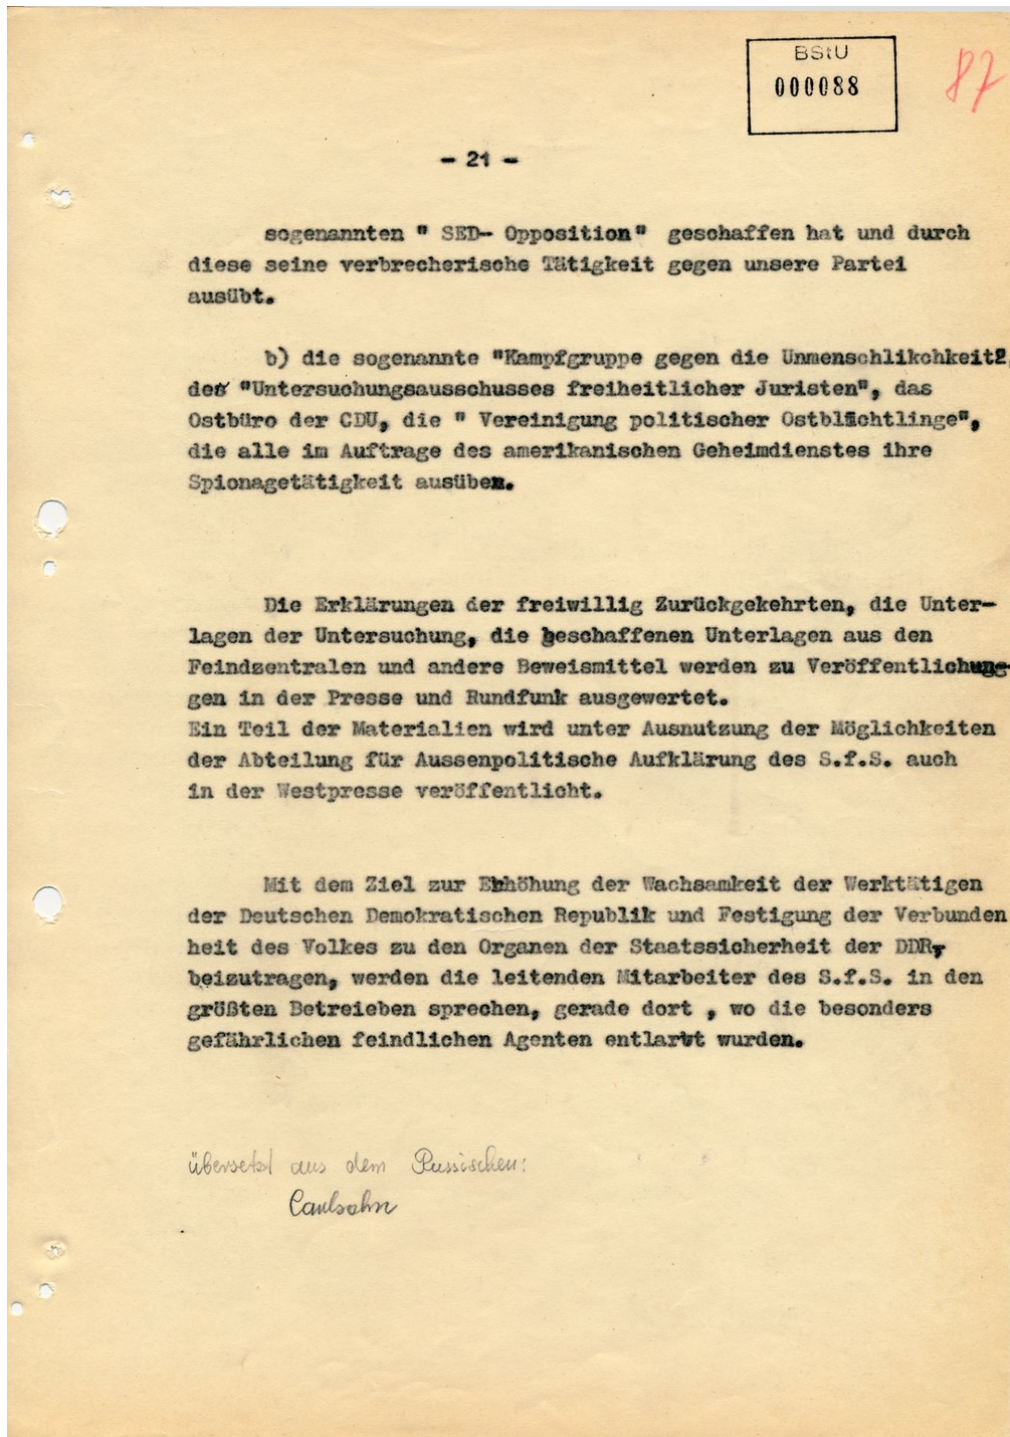 BStU
000088
87
- 21 -
sogenannten " SED- Opposition" geschaffen hat und durch
diese seine verbrecherische Tätigkeit gegen unsere Partei
ausübt.
b) die sogenannte "Kampfgruppe gegen die Unmenschlikchkeit",
des "Untersuchungsausschusses freiheitlicher Juristen", das
Ostbüro der CDU, die " Vereinigung politischer Ostblüchtlinge",
die alle im Auftrage des amerikanischen Geheimdienstes ihre
Spionagetätigkeit ausüben.
Die Erklärungen der freiwillig Zurückgekehrten, die Unter-
lagen der Untersuchung, die beschaffenen Unterlagen aus den
Feindzentralen und andere Beweismittel werden zu Veröffentlichung-
gen in der Presse und Rundfunk ausgewertet.
Ein Teil der Materialien wird unter Ausnutzung der Möglichkeiten
der Abteilung für Aussenpolitische Aufklärung des S.f.S. auch
in der Westpresse veröffentlicht.
Mit dem Ziel zur Ehhöhung der Wachsamkeit der Werktätigen
der Deutschen Demokratischen Republik und Festigung der Verbunden
heit des Volkes zu den Organen der Staatssicherheit der DDR,
beizutragen, werden die leitenden Mitarbeiter des S.f.S. in den
größten Betreieben sprechen, gerade dort , wo die besonders
gefährlichen feindlichen Agenten entlarvt wurden.
übersetzt aus dem Russischen: